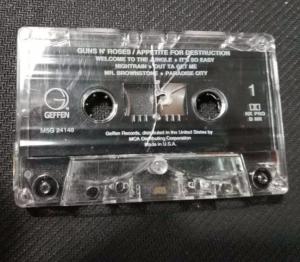 GUNS N' ROSES / APPETITE FOR DESTRUCTION
WELCOME TO THE JUNGLE • IT'S SO EASY
NIGHTRAIN • OUT TA GET ME
MR. BROWNSTONE • PARADISE CITY
GEFFEN
1
M5G 24148
HX PRO
Geffen Records, distributed in the United States by
MCA Distributing Corporation
Made in U.S.A.